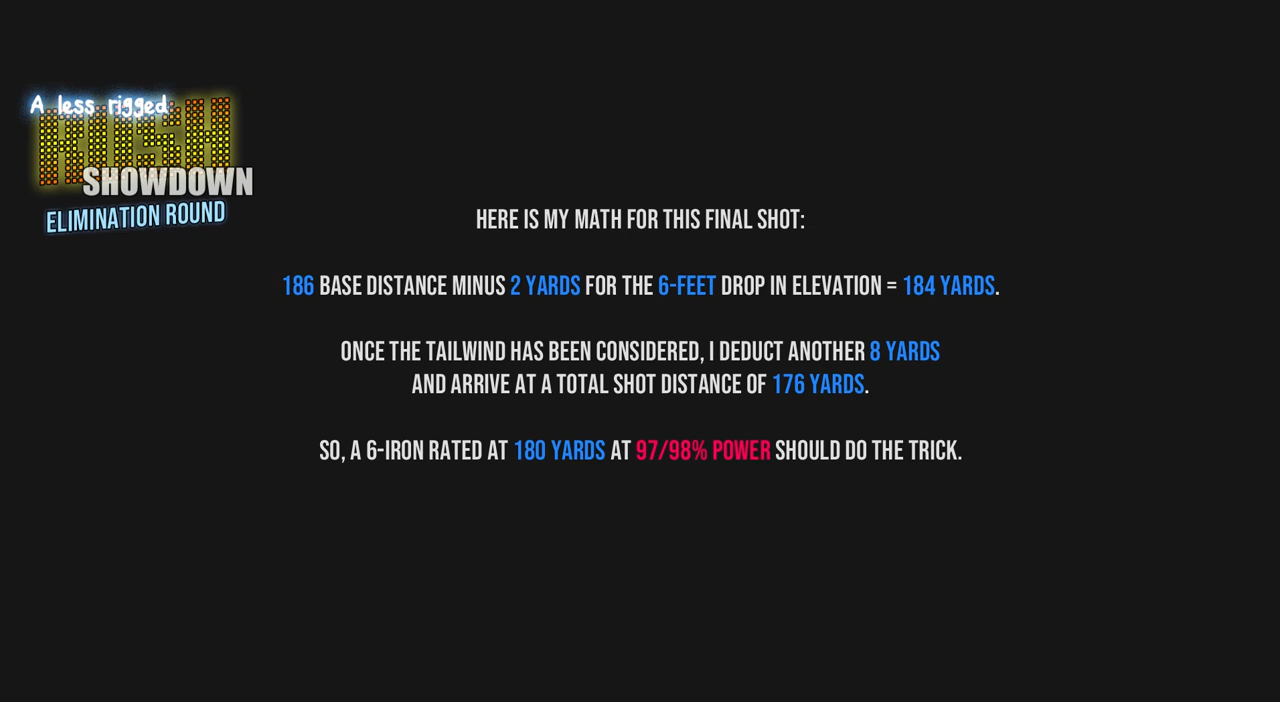 A less rigged
RUSH
SHOWDOWN
ELIMINATION ROUND
HERE IS MY MATH FOR THIS FINAL SHOT:
186 BASE DISTANCE MINUS 2 YARDS FOR THE 6-FEET DROP IN ELEVATION = 184 YARDS.
ONCE THE TAILWIND HAS BEEN CONSIDERED, I DEDUCT ANOTHER 8 YARDS
AND ARRIVE AT A TOTAL SHOT DISTANCE OF 176 YARDS.
SO, A 6-IRON RATED AT 180 YARDS AT 97/98% POWER SHOULD DO THE TRICK.